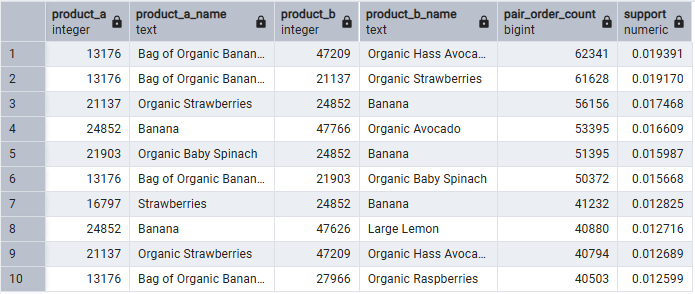 product_a product_a_name product_b product_b_name pair_order_count support
integer text integer text bigint numeric
1 13176 Bag of Organic Banan... 47209 Organic Hass Avoca... 62341 0.019391
2 13176 Bag of Organic Banan... 21137 Organic Strawberries 61628 0.019170
3 21137 Organic Strawberries 24852 Banana 56156 0.017468
4 24852 Banana 47766 Organic Avocado 53395 0.016609
5 21903 Organic Baby Spinach 24852 Banana 51395 0.015987
6 13176 Bag of Organic Banan... 21903 Organic Baby Spinach 50372 0.015668
7 16797 Strawberries 24852 Banana 41232 0.012825
8 24852 Banana 47626 Large Lemon 40880 0.012716
9 21137 Organic Strawberries 47209 Organic Hass Avoca... 40794 0.012689
10 13176 Bag of Organic Banan... 27966 Organic Raspberries 40503 0.012599